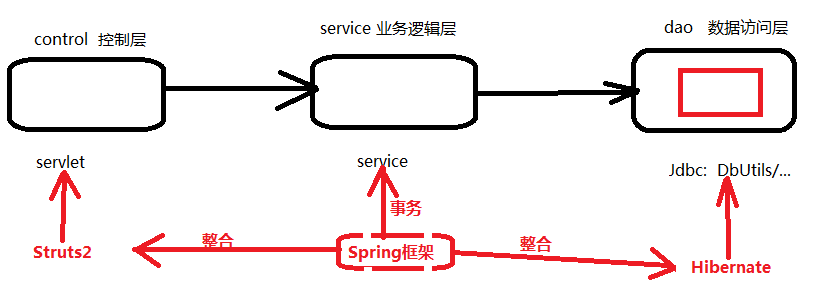 control 控制层
service 业务逻辑层
dao 数据访问层
servlet
service
Jdbc: DbUtils/...
事务
Struts2
整合
Spring框架
整合
Hibernate